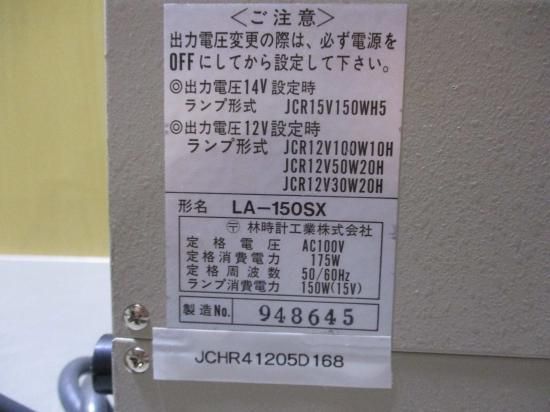 ＜ご注意＞
出力電圧変更の際は、必ず電源を
OFFにしてから設定して下さい。
◎出力電圧14V設定時
ランプ形式 JCR15V150WH5
◎出力電圧12V設定時
ランプ形式 JCR12V100W10H
JCR12V50W20H
JCR12V30W20H
形名 LA-150SX
〒 林時計工業株式会社
定格電圧 AC100V
定格消費電力 175W
定格周波数 50/60Hz
ランプ消費電力 150W(15V)
製造No. 948645
JCHR41205D168